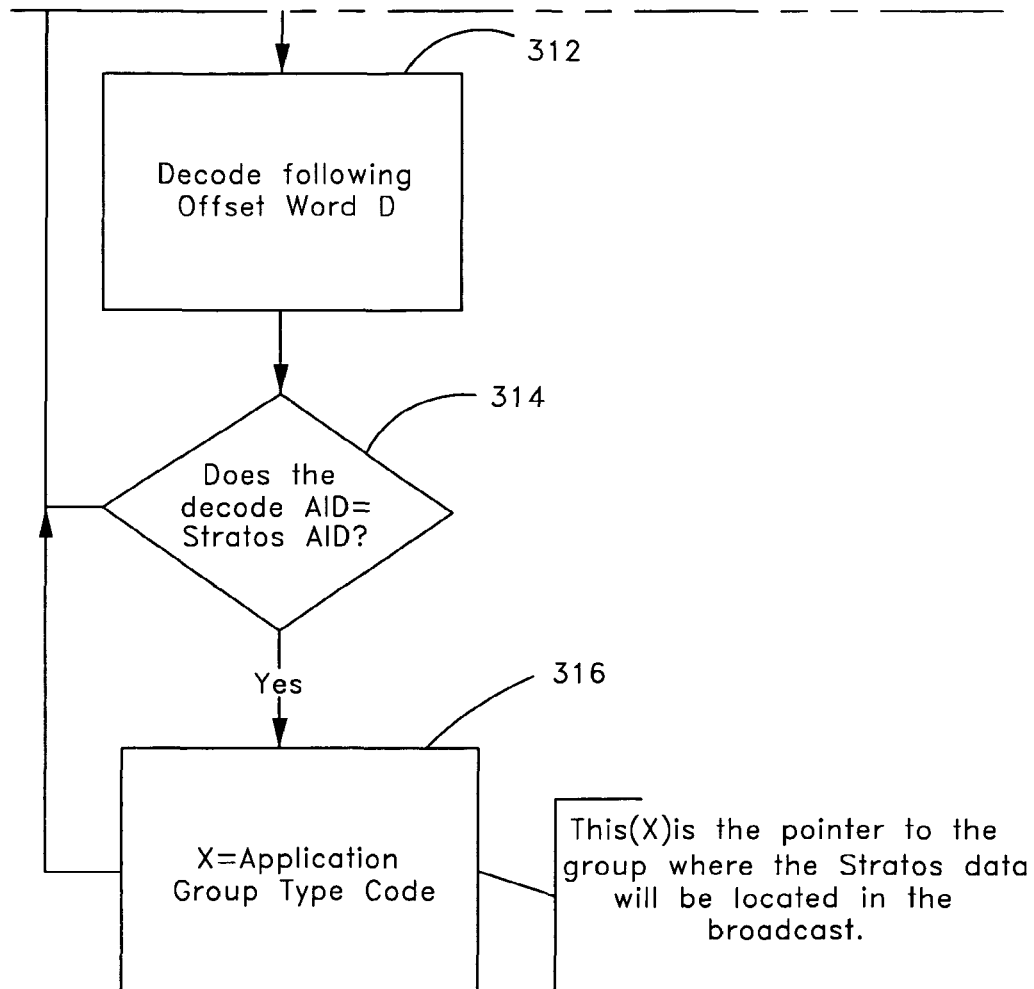 312
Decode following
Offset Word D
314
Does the
decode AID=
Stratos AID?
Yes
316
X=Application
Group Type Code
This(X)is the pointer to the
group where the Stratos data
will be located in the
broadcast.